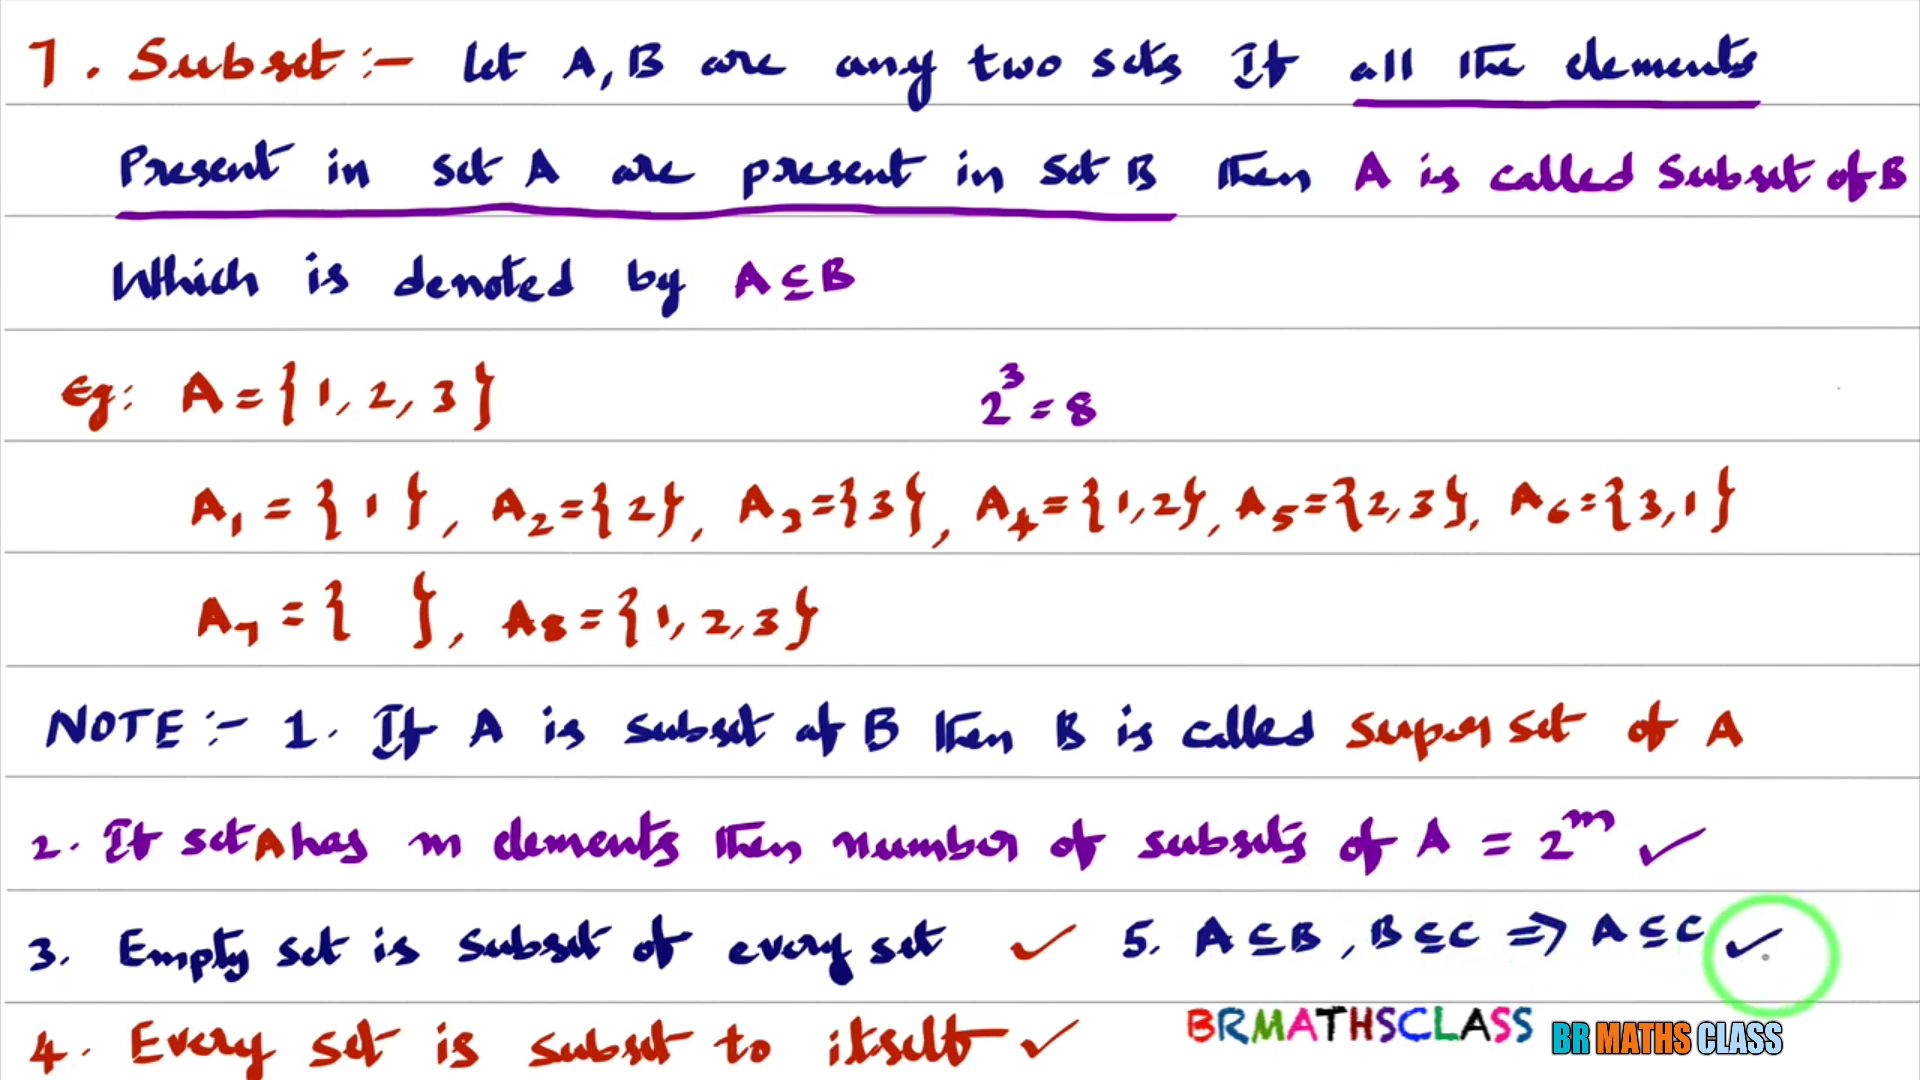 7. Subset :- let A, B are any two sets If all the elements
Present in set A are present in set B then A is called Subset of B
Which is denoted by A ⊆ B
Eg: A = { 1, 2, 3 }        2³ = 8
A₁ = { 1 }, A₂ = {2}, A₃ = {3}, A₄ = {1,2}, A₅ = {2,3}, A₆ = {3,1}
A₇ = {   }, A₈ = {1, 2, 3}
NOTE :- 1. If A is subset of B then B is called super set of A
2. If set A has m elements then number of subsets of A = 2ᵐ ✓
3. Empty set is subset of every set ✓ 5. A ⊆ B, B ⊆ C ⇒ A ⊆ C ✓
4. Every set is subset to itself ✓
BRMATHSCLASS BR MATHS CLASS